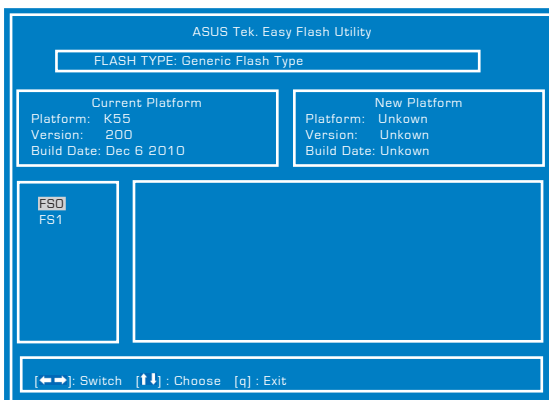 ASUS Tek. Easy Flash Utility
FLASH TYPE: Generic Flash Type
Current Platform
Platform: K55
Version: 200
Build Date: Dec 6 2010
New Platform
Platform: Unkown
Version: Unkown
Build Date: Unkown
FS0
FS1
[⬅➡]: Switch [⬆⬇] : Choose [q] : Exit